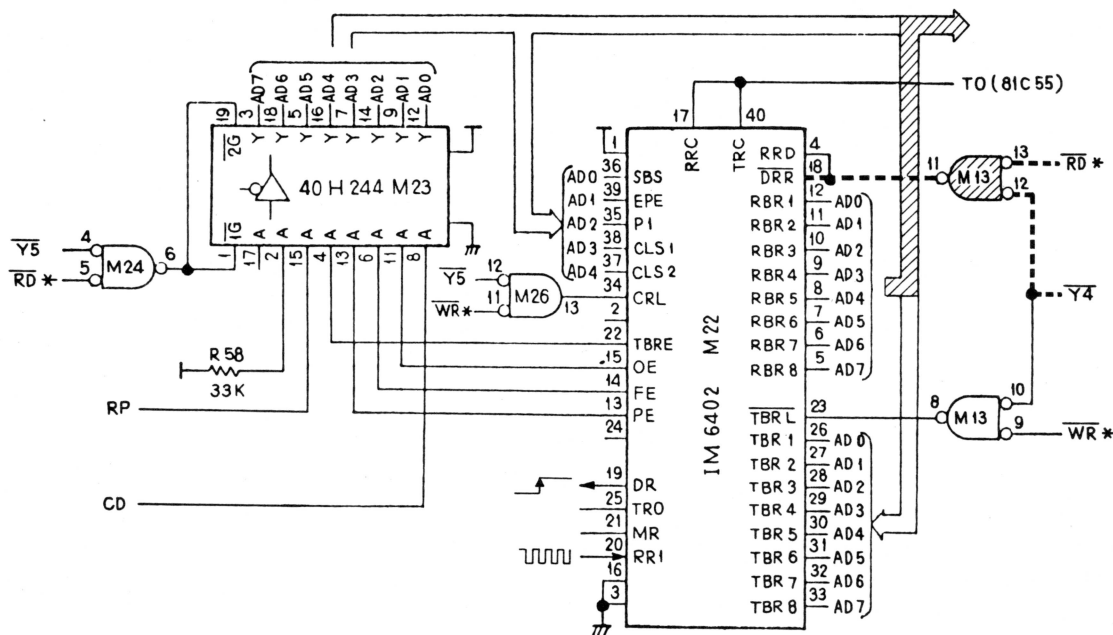 TO (81C55)
AD7 AD6 AD5 AD4 AD3 AD2 AD1 AD0
19 3 18 5 16 7 14 9 12
2G Y Y Y Y Y Y Y Y
40 H 244 M23
1G A A A A A A A A
1 17 2 15 4 13 6 11 8
Y5 4
RD * 5
M24 6
R 58
33K
RP
CD
Y5 12
WR* 11
M26 13
17 40
RRC TRC
1
AD0 36 SBS
AD1 39 EPE
AD2 35 P1
AD3 38 CLS1
AD4 37 CLS2
34 CRL
2
22 TBRE
15 OE
14 FE
13 PE
24
19 DR
25 TRO
21 MR
20 RR1
16
3
IM6402 M22
RRD 4
DRR 18
RBR1 12 AD0
RBR2 11 AD1
RBR3 10 AD2
RBR4 9 AD3
RBR5 8 AD4
RBR6 7 AD5
RBR7 6 AD6
RBR8 5 AD7
TBRL 23
TBR1 26 AD0
TBR2 27 AD1
TBR3 28 AD2
TBR4 29 AD3
TBR5 30 AD4
TBR6 31 AD5
TBR7 32 AD6
TBR8 33 AD7
11 M13 13 RD*
12
Y4
8 M13 10
9 WR*